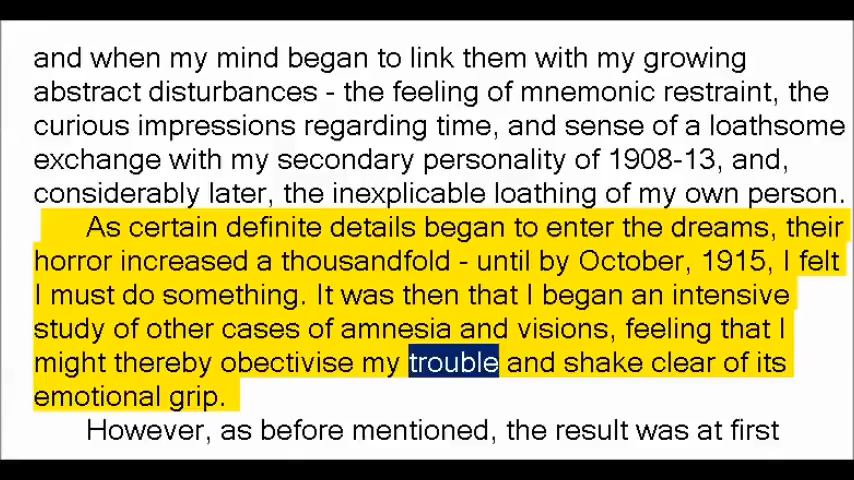 and when my mind began to link them with my growing
abstract disturbances - the feeling of mnemonic restraint, the
curious impressions regarding time, and sense of a loathsome
exchange with my secondary personality of 1908-13, and,
considerably later, the inexplicable loathing of my own person.
As certain definite details began to enter the dreams, their
horror increased a thousandfold - until by October, 1915, I felt
I must do something. It was then that I began an intensive
study of other cases of amnesia and visions, feeling that I
might thereby obectivise my trouble and shake clear of its
emotional grip.
However, as before mentioned, the result was at first